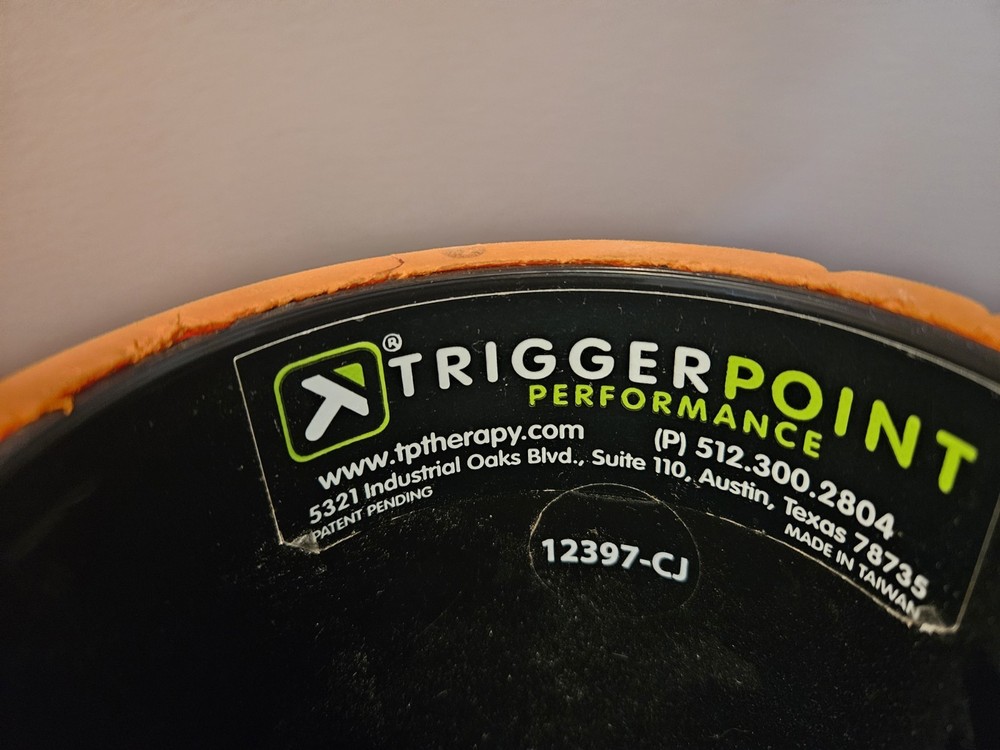 ® TRIGGERPOINT
PERFORMANCE
www.tptherapy.com (P) 512.300.2804
5321 Industrial Oaks Blvd., Suite 110, Austin, Texas 78735
PATENT PENDING MADE IN TAIWAN
12397-CJ